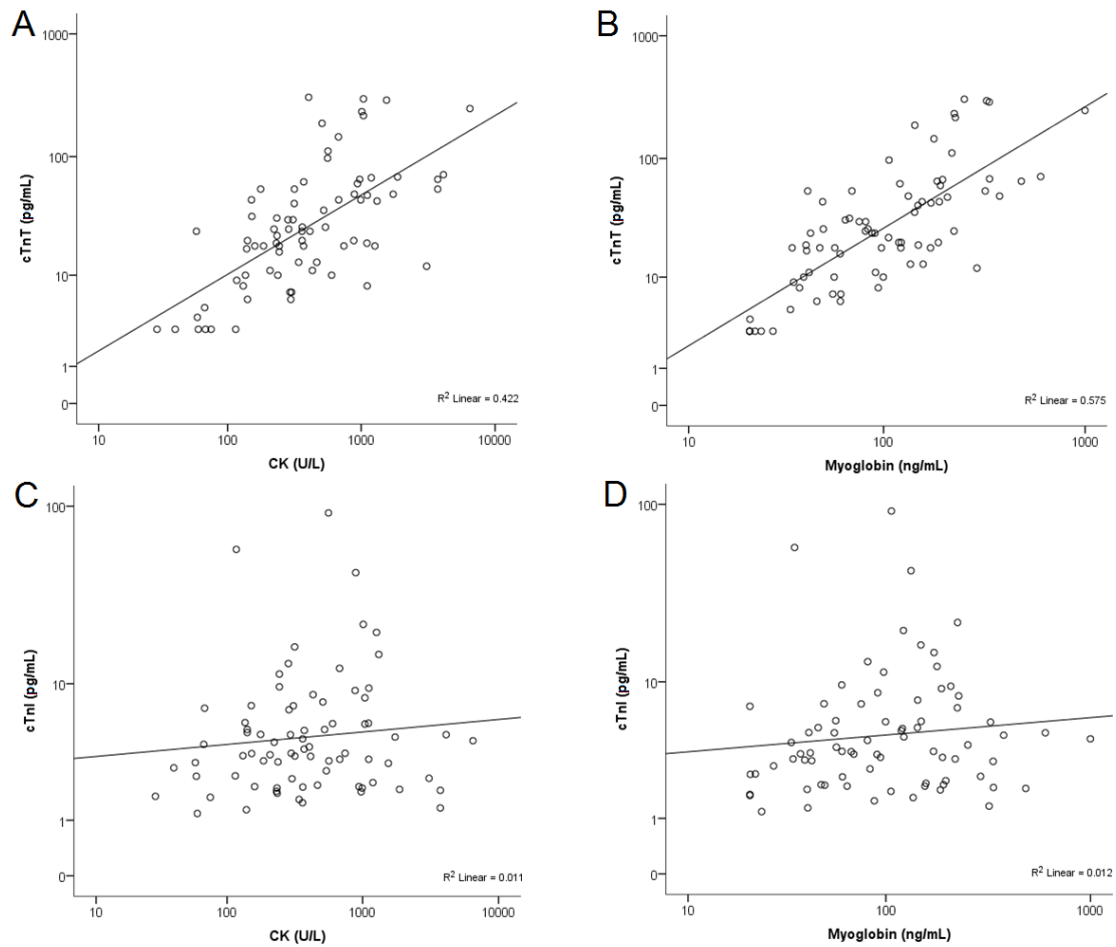 A
1000
100
10
1
0
cTnT (pg/mL)
R² Linear = 0.422
10 100 1000 10000
CK (U/L)
B
1000
100
10
1
0
cTnT (pg/mL)
R² Linear = 0.575
10 100 1000
Myoglobin (ng/mL)
C
100
10
1
0
cTnI (pg/mL)
R² Linear = 0.011
10 100 1000 10000
CK (U/L)
D
100
10
1
0
cTnI (pg/mL)
R² Linear = 0.012
10 100 1000
Myoglobin (ng/mL)